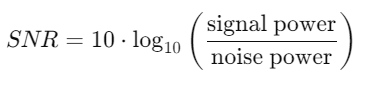 SNR = 10 · log₁₀ (signal power / noise power)